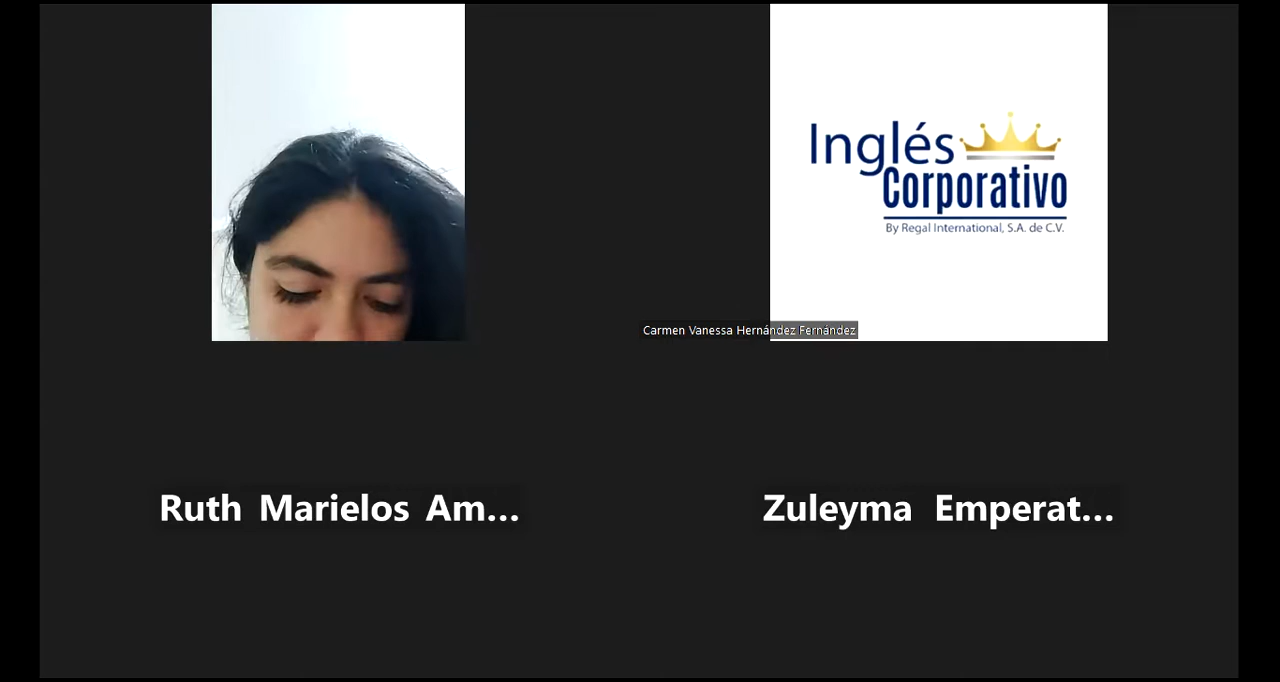 Inglés
Corporativo
By Regal International, S.A. de C.V.
Carmen Vanessa Hernández Fernández
Ruth Marielos Am...
Zuleyma Emperat...